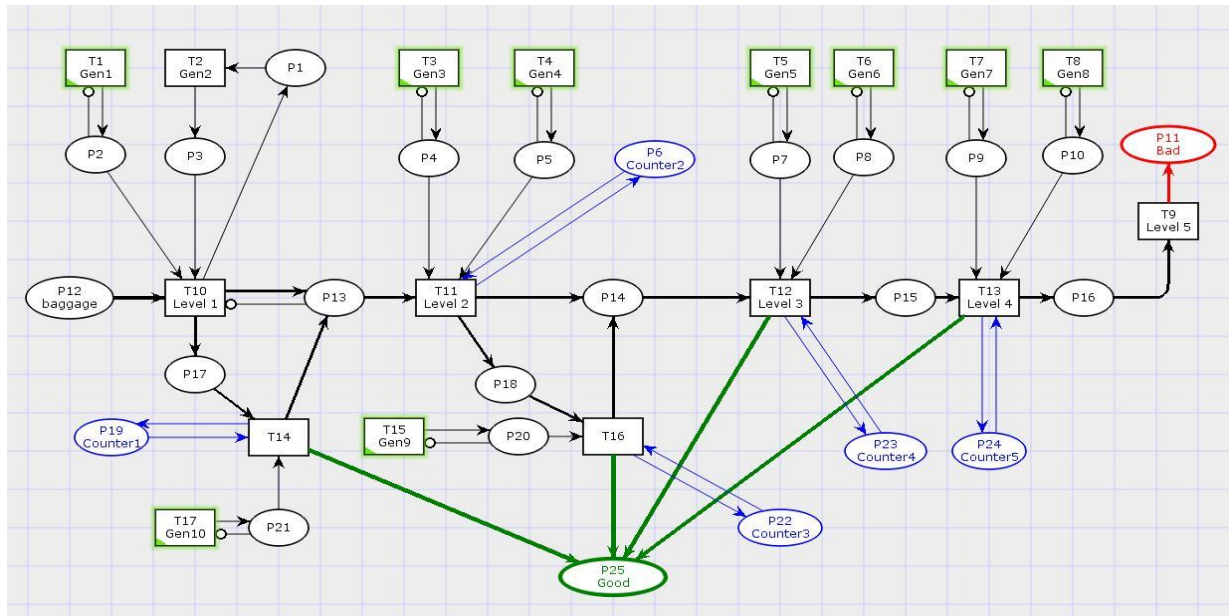 T1
Gen1
T2
Gen2
P1
T3
Gen3
T4
Gen4
T5
Gen5
T6
Gen6
T7
Gen7
T8
Gen8
P2
P3
P4
P5
P6
Counter2
P7
P8
P9
P10
P11
Bad
T9
Level 5
P12
baggage
T10
Level 1
P13
T11
Level 2
P14
T12
Level 3
P15
T13
Level 4
P16
P17
P18
P19
Counter1
T14
T15
Gen9
P20
T16
P23
Counter4
P24
Counter5
T17
Gen10
P21
P22
Counter3
P25
Good